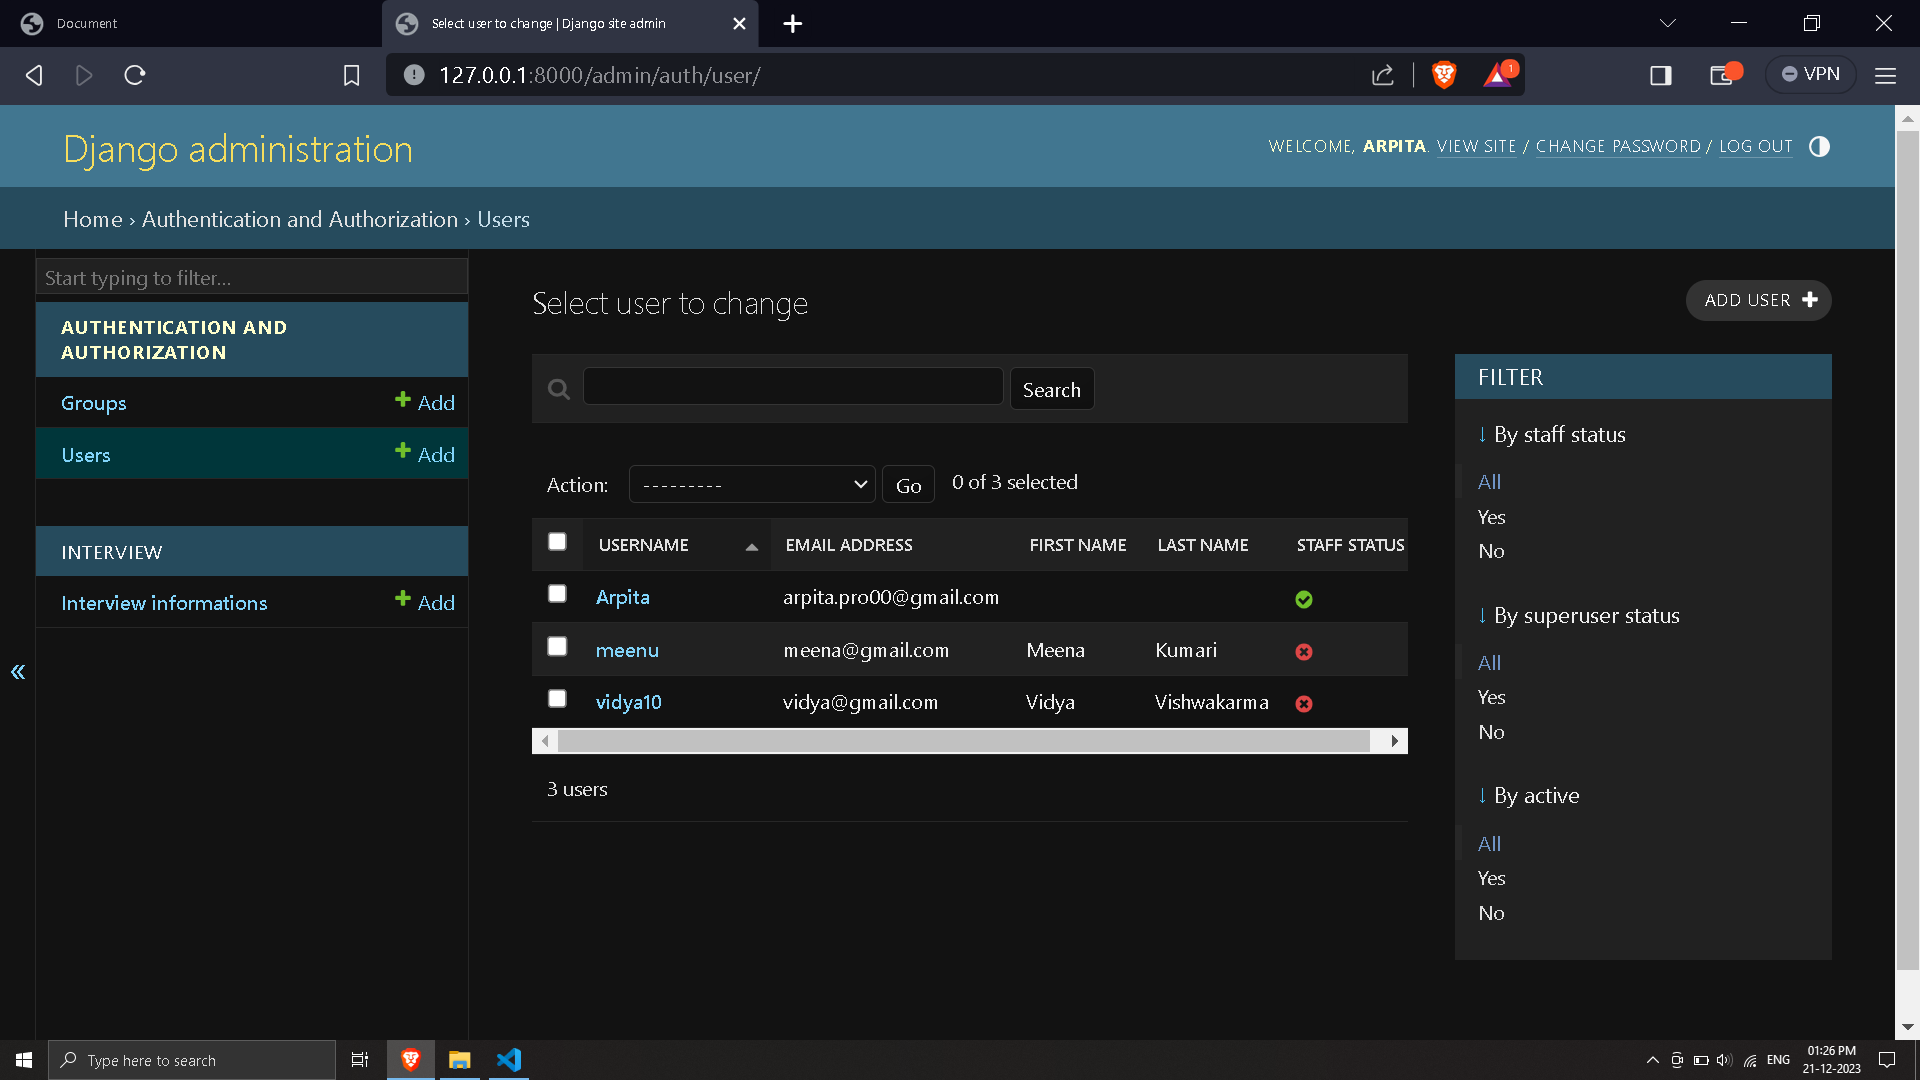 Document
Select user to change | Django site admin
127.0.0.1:8000/admin/auth/user/
1
VPN
Django administration
WELCOME, ARPITA. VIEW SITE / CHANGE PASSWORD / LOG OUT
Home › Authentication and Authorization › Users
Start typing to filter...
AUTHENTICATION AND
AUTHORIZATION
Groups
Add
Users
Add
INTERVIEW
Interview informations
Add
«
Select user to change
ADD USER
Search
Action:
---------
Go
0 of 3 selected
USERNAME EMAIL ADDRESS FIRST NAME LAST NAME STAFF STATUS
Arpita arpita.pro00@gmail.com
meenu meena@gmail.com Meena Kumari
vidya10 vidya@gmail.com Vidya Vishwakarma
3 users
FILTER
↓ By staff status
All
Yes
No
↓ By superuser status
All
Yes
No
↓ By active
All
Yes
No
Type here to search
ENG
01:26 PM
21-12-2023